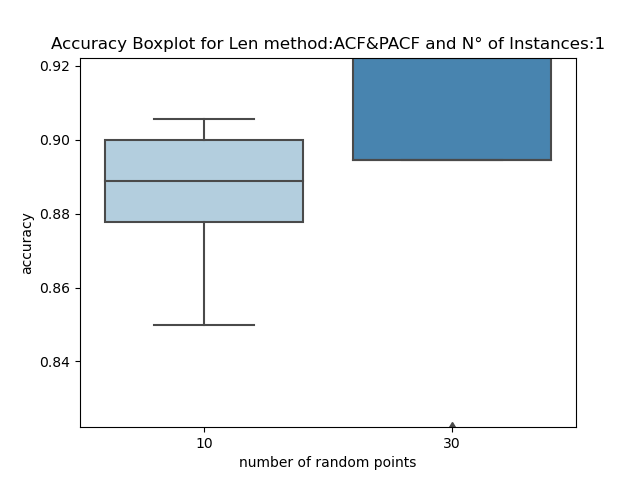 Accuracy Boxplot for Len method:ACF&PACF and N° of Instances:1
0.92
0.90
0.88
0.86
0.84
accuracy
10 30
number of random points